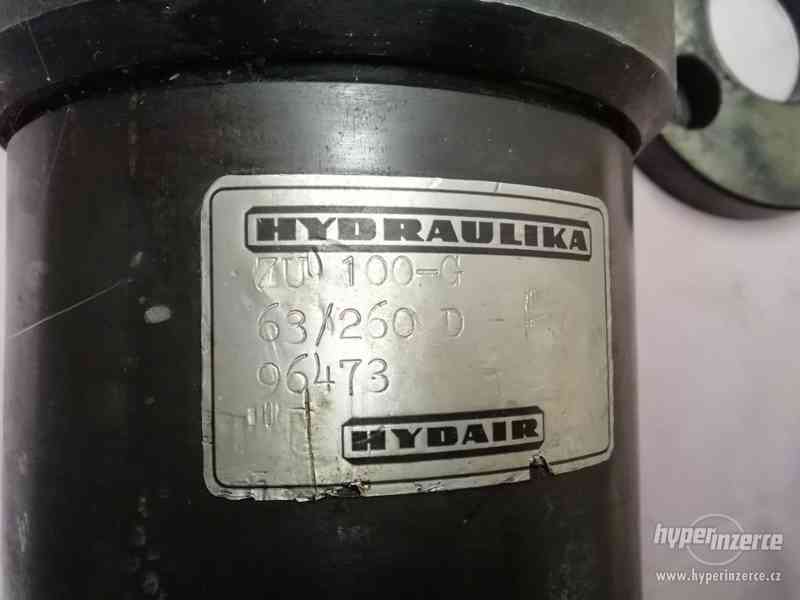 HYDRAULIKA
(ZU) 100-G
63/260 D - F
96473
HYDAIR
hyperinzerce
www.hyperinzerce.cz